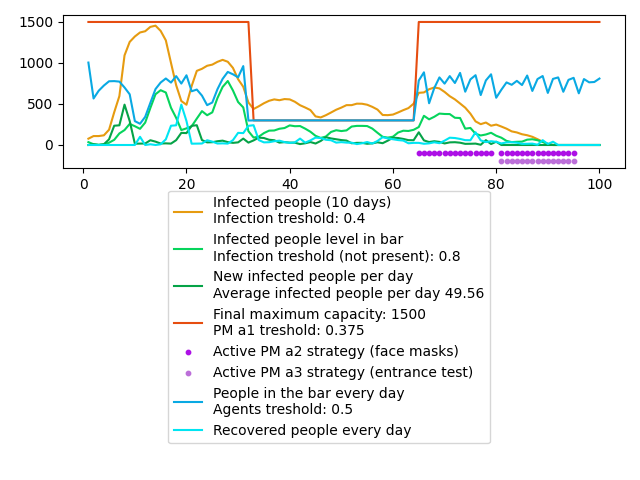 1500
1000
500
0
0 20 40 60 80 100
Infected people (10 days)
Infection treshold: 0.4
Infected people level in bar
Infection treshold (not present): 0.8
New infected people per day
Average infected people per day 49.56
Final maximum capacity: 1500
PM a1 treshold: 0.375
Active PM a2 strategy (face masks)
Active PM a3 strategy (entrance test)
People in the bar every day
Agents treshold: 0.5
Recovered people every day